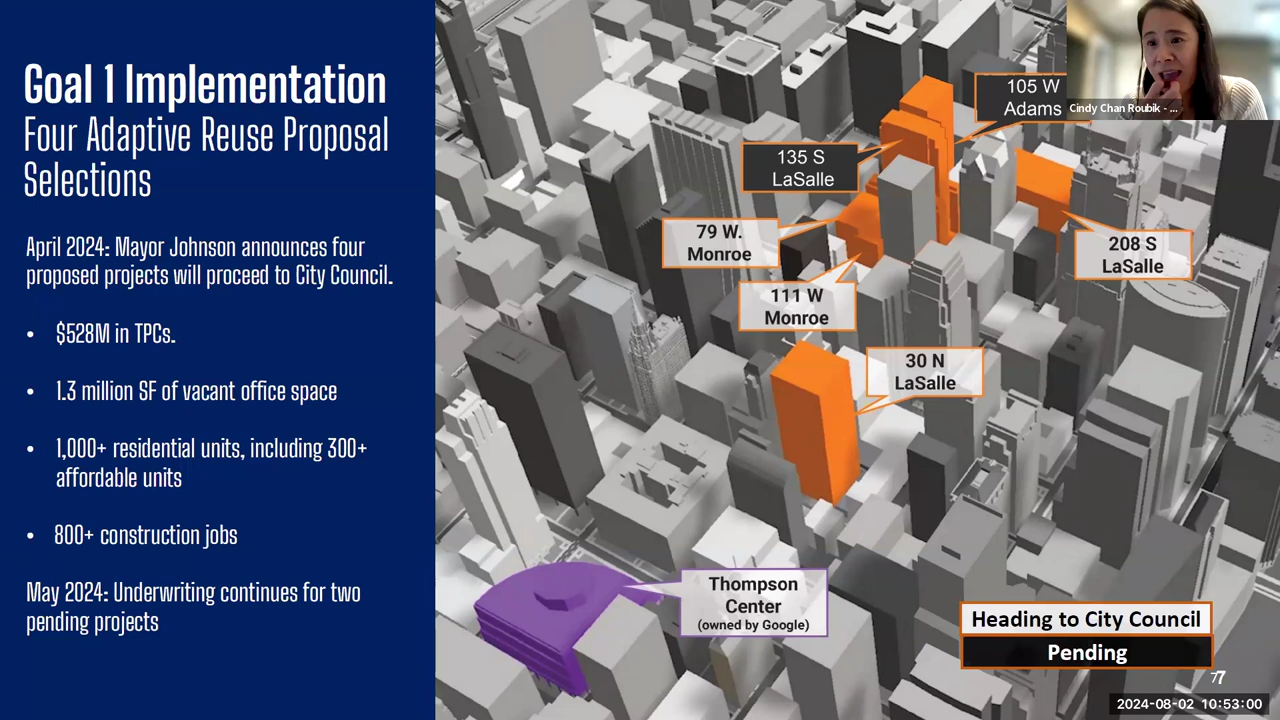 Goal 1 Implementation
Four Adaptive Reuse Proposal
Selections
April 2024: Mayor Johnson announces four
proposed projects will proceed to City Council.
• $528M in TPCs.
• 1.3 million SF of vacant office space
• 1,000+ residential units, including 300+
affordable units
• 800+ construction jobs
May 2024: Underwriting continues for two
pending projects
105 W
Adams
Cindy Chan Roubik - ...
135 S
LaSalle
79 W.
Monroe
208 S
LaSalle
111 W
Monroe
30 N
LaSalle
Thompson
Center
(owned by Google)
Heading to City Council
Pending
7
2024-08-02 10:53:00